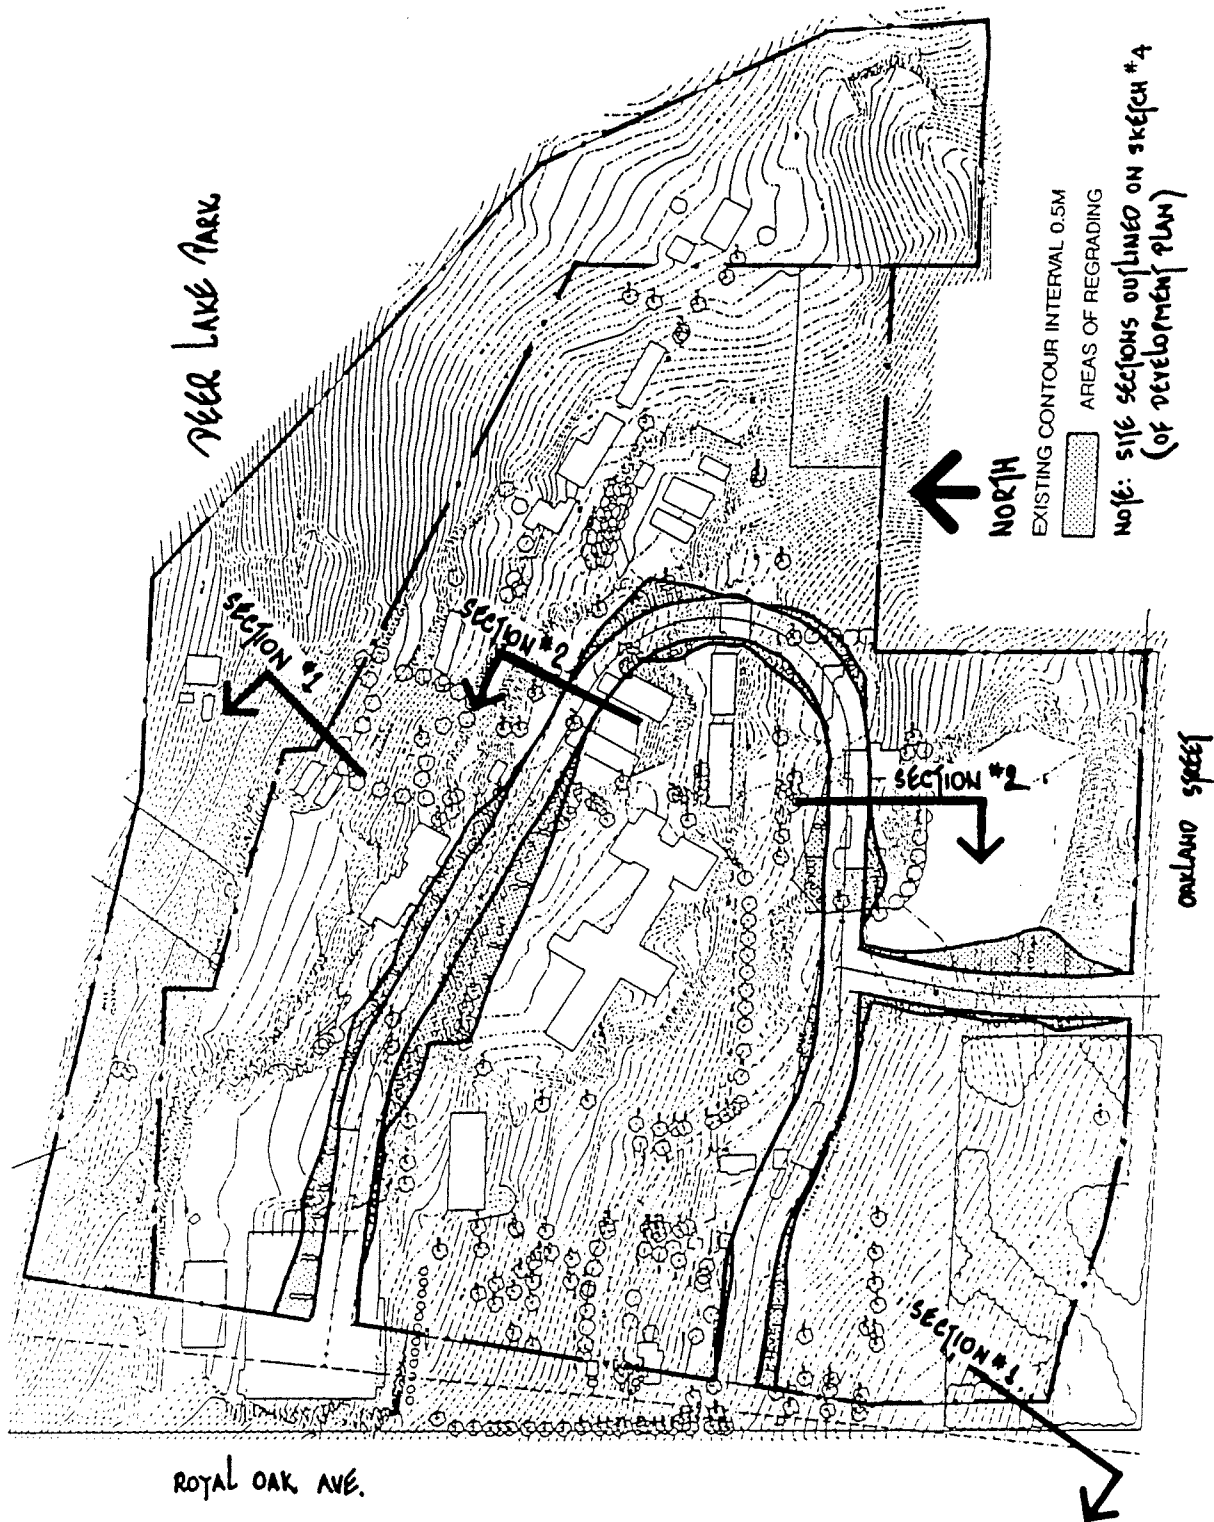 DEER LAKE PARK
SECTION #1
SECTION #2
SECTION #2
SECTION #1
ROYAL OAK AVE.
OAKLAND STREET
NORTH
EXISTING CONTOUR INTERVAL 0.5M
AREAS OF REGRADING
NOTE: SITE SECTIONS OUTLINED ON SKETCH #4
(OF DEVELOPMENT PLAN)